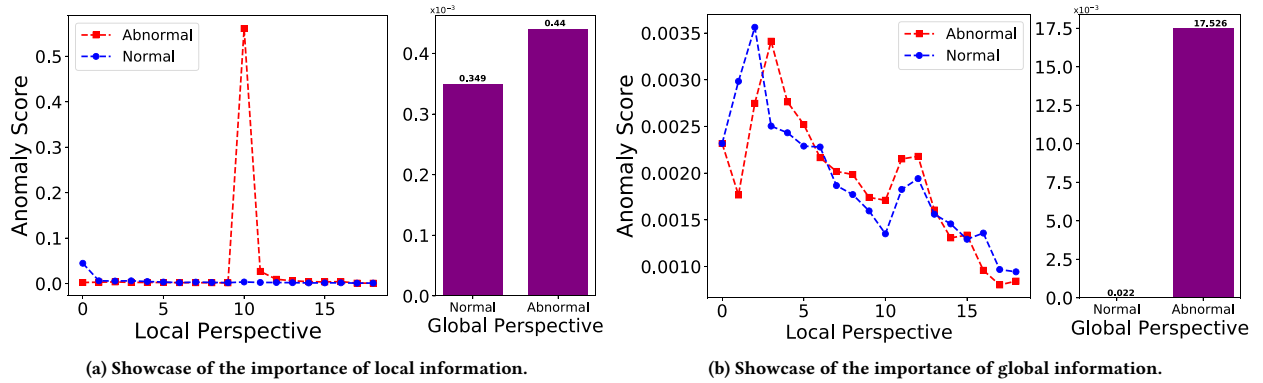 Abnormal
Normal
0.5
0.4
0.3
0.2
0.1
0.0
Anomaly Score
0
5
10
15
Local Perspective
×10⁻³
0.4
0.3
0.2
0.1
0.0
0.349
0.44
Normal
Abnormal
Global Perspective
(a) Showcase of the importance of local information.
Abnormal
Normal
0.0035
0.0030
0.0025
0.0020
0.0015
0.0010
Anomaly Score
0
5
10
15
Local Perspective
×10⁻³
17.5
15.0
12.5
10.0
7.5
5.0
2.5
0.0
0.022
17.526
Normal
Abnormal
Global Perspective
(b) Showcase of the importance of global information.